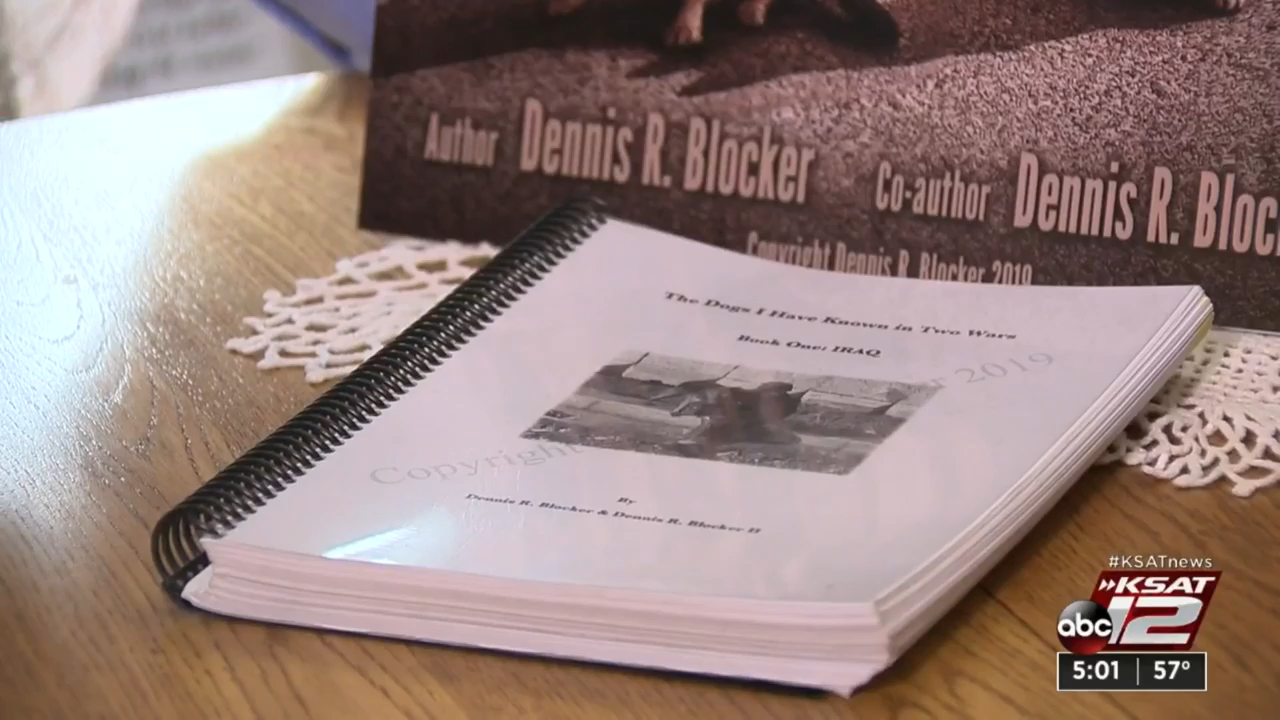 Author Dennis R. Blocker
Co-author Dennis R. Bloc
Copyright Dennis R. Blocker 2019
The Dogs I Have Known in Two Wars
Book One: IRAQ
Copyright r 2019
By
Dennis R. Blocker & Dennis R. Blocker II
#KSATnews
KSAT
abc 12
5:01 57°